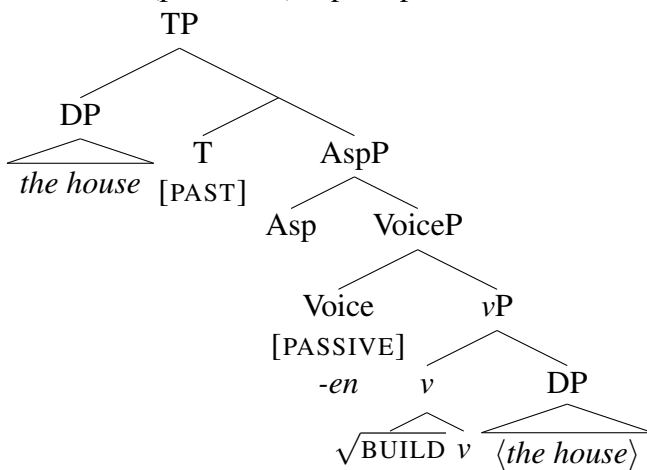 TP
DP
T AspP
the house [PAST]
Asp VoiceP
Voice vP
[PASSIVE]
-en v DP
√BUILD v ⟨the house⟩